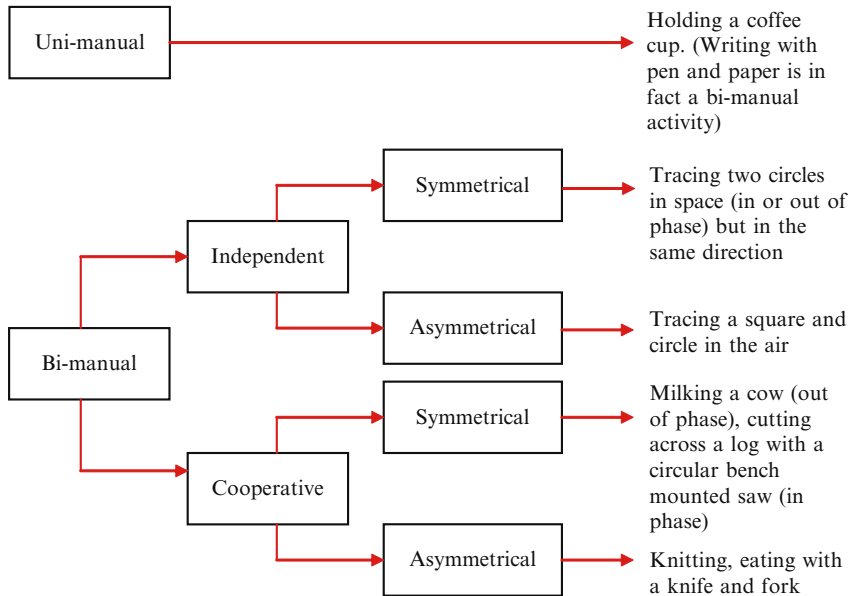 Uni-manual
Holding a coffee
cup. (Writing with
pen and paper is in
fact a bi-manual
activity)
Symmetrical
Tracing two circles
in space (in or out of
phase) but in the
same direction
Independent
Asymmetrical
Tracing a square and
circle in the air
Bi-manual
Symmetrical
Milking a cow (out
of phase), cutting
across a log with a
circular bench
mounted saw (in
phase)
Cooperative
Asymmetrical
Knitting, eating with
a knife and fork